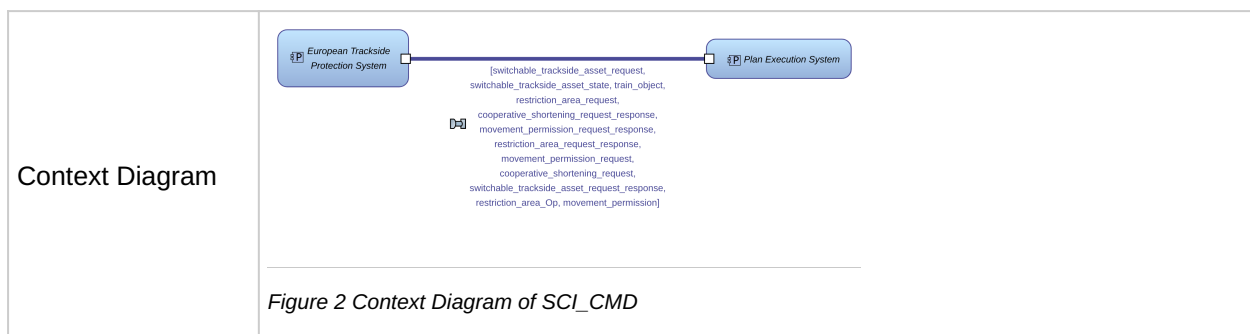 Context Diagram
European Trackside
Protection System
Plan Execution System
[switchable_trackside_asset_request,
switchable_trackside_asset_state, train_object,
restriction_area_request,
cooperative_shortening_request_response,
movement_permission_request_response,
restriction_area_request_response,
movement_permission_request,
cooperative_shortening_request,
switchable_trackside_asset_request_response,
restriction_area_Op, movement_permission]
Figure 2 Context Diagram of SCI_CMD